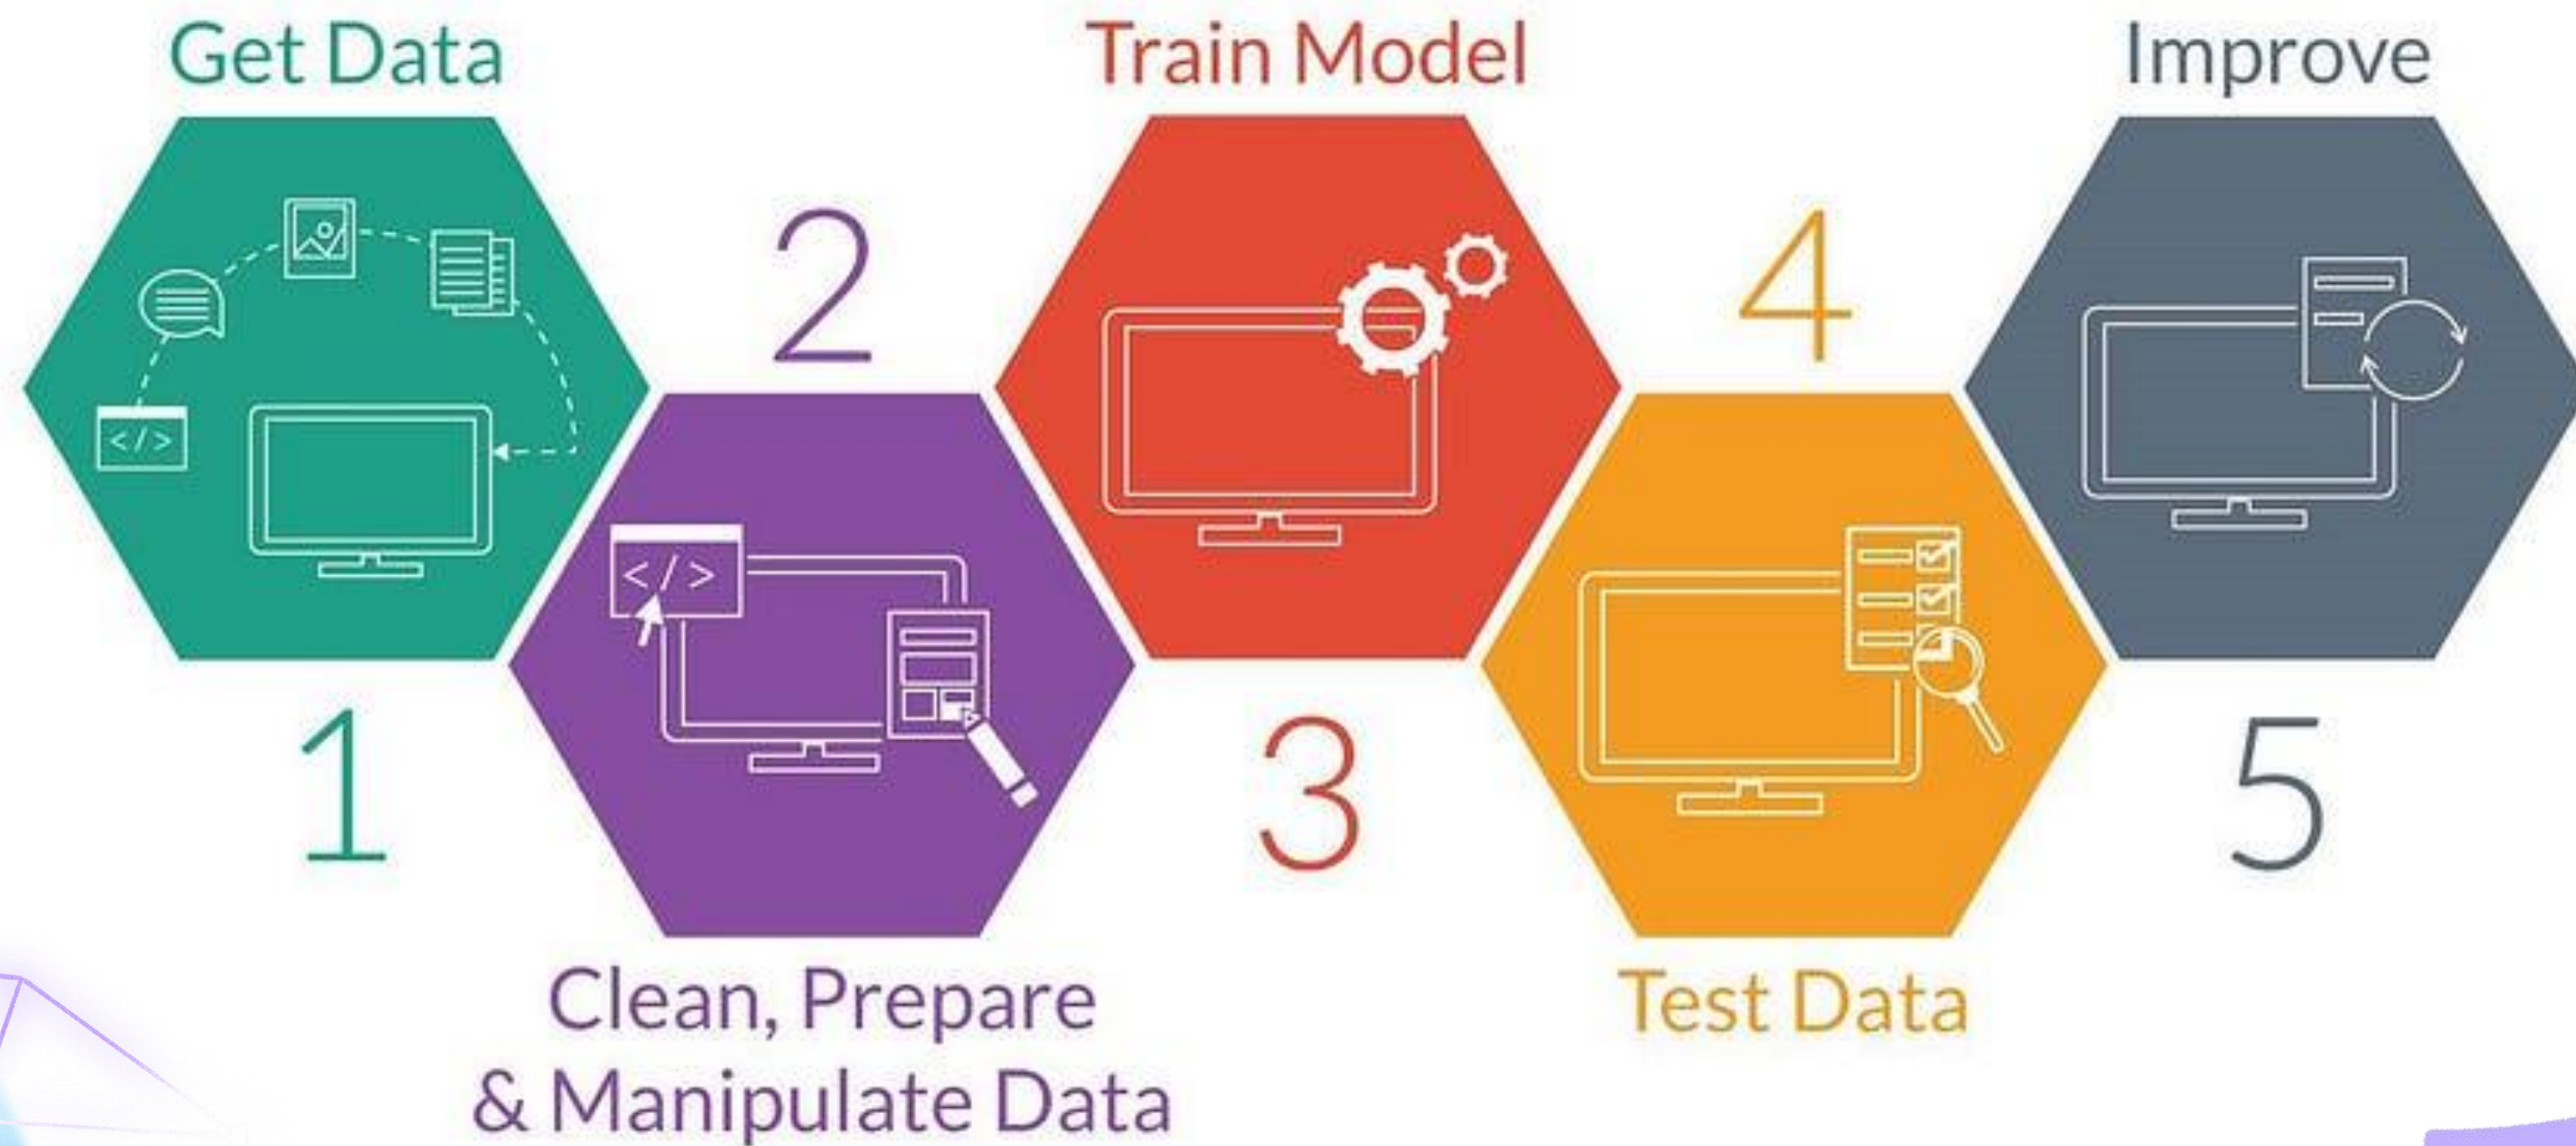 Get Data
1
</>
2
</>
Clean, Prepare
& Manipulate Data
Train Model
3
4
Test Data
Improve
5